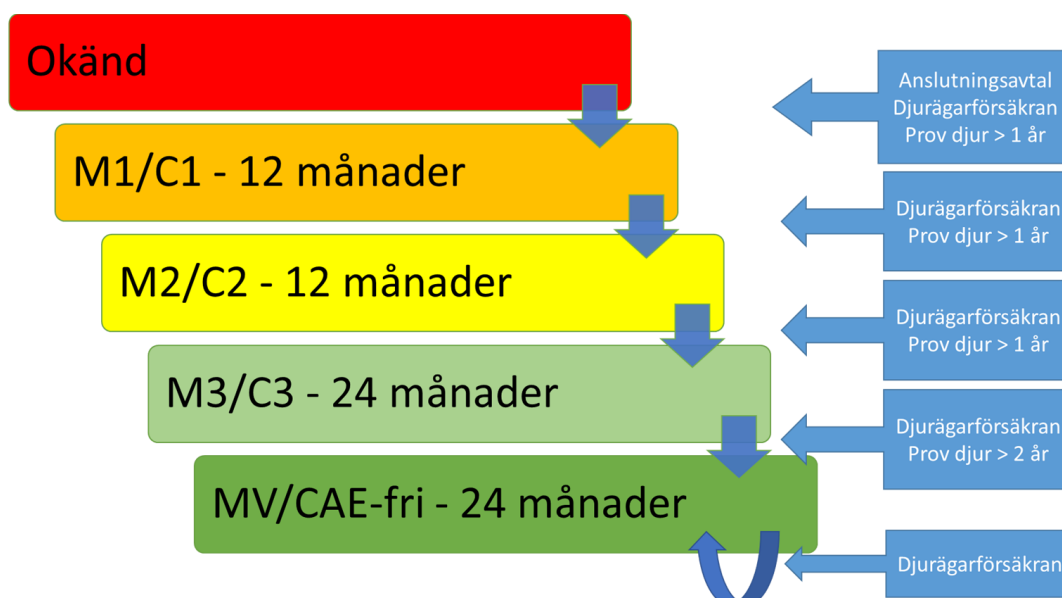 Okänd
Anslutningsavtal
Djurägarförsäkran
Prov djur > 1 år
M1/C1 - 12 månader
Djurägarförsäkran
Prov djur > 1 år
M2/C2 - 12 månader
Djurägarförsäkran
Prov djur > 1 år
M3/C3 - 24 månader
Djurägarförsäkran
Prov djur > 2 år
MV/CAE-fri - 24 månader
Djurägarförsäkran